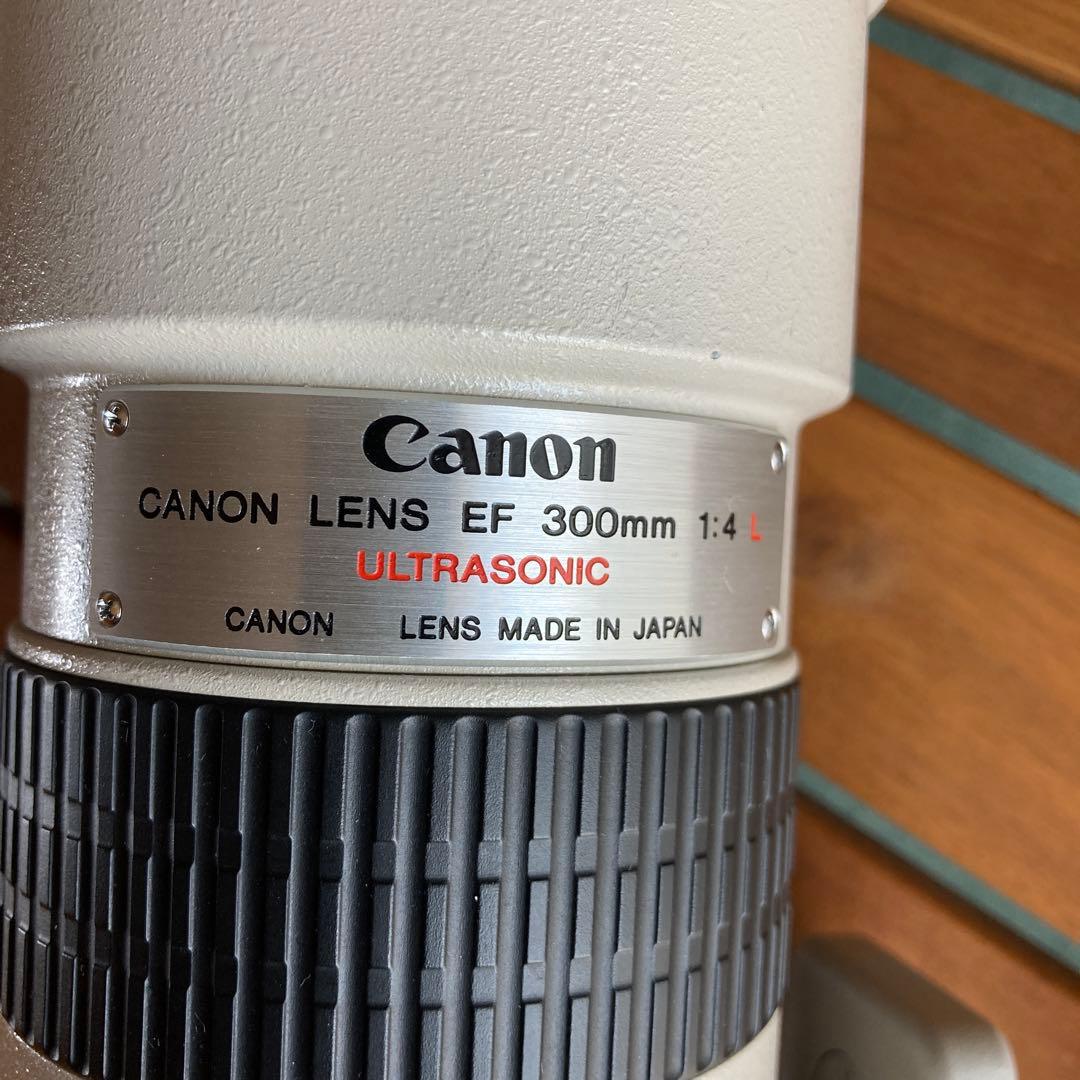 Canon
CANON LENS EF 300mm 1:4 L
ULTRASONIC
CANON LENS MADE IN JAPAN